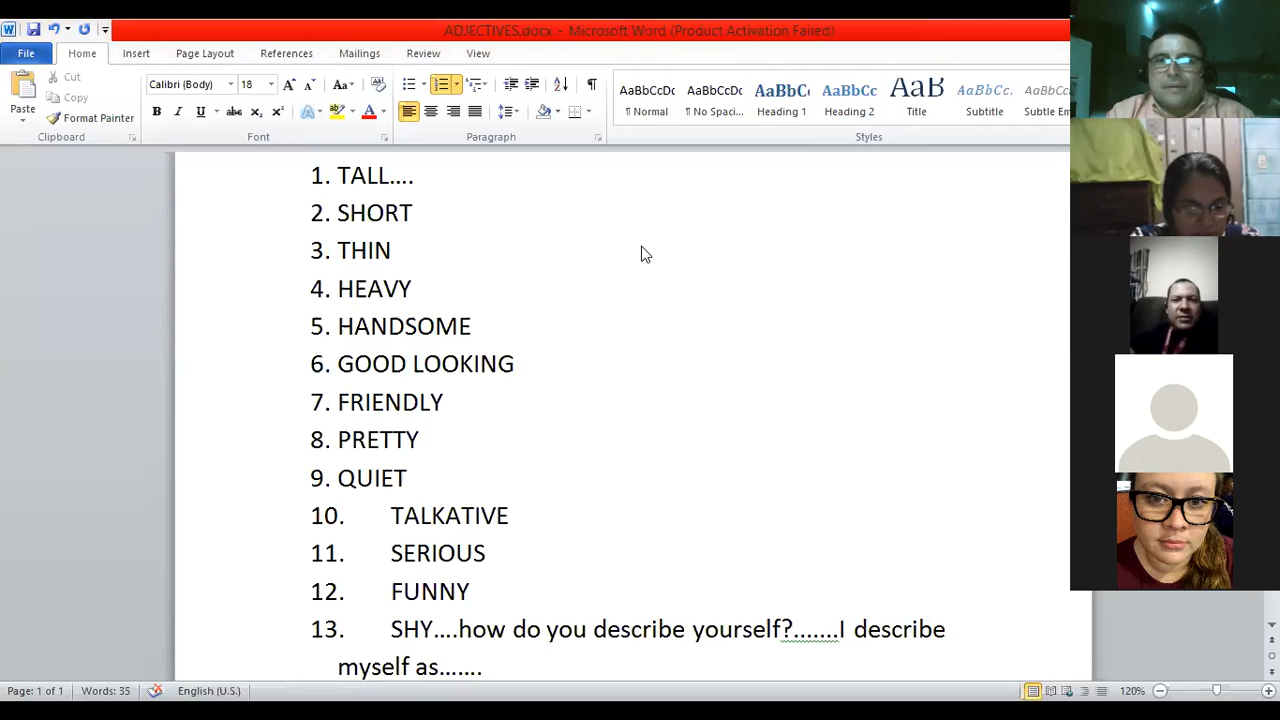 ADJECTIVES.docx - Microsoft Word (Product Activation Failed)
File Home Insert Page Layout References Mailings Review View
Cut
Copy
Format Painter
Paste
Calibri (Body) 18
AaBbCcDc AaBbCcDc AaBbC AaBbCc AaB AaBbCc. AaBbCcD
¶ Normal ¶ No Spaci... Heading 1 Heading 2 Title Subtitle Subtle Em
Clipboard Font Paragraph Styles
1. TALL....
2. SHORT
3. THIN
4. HEAVY
5. HANDSOME
6. GOOD LOOKING
7. FRIENDLY
8. PRETTY
9. QUIET
10. TALKATIVE
11. SERIOUS
12. FUNNY
13. SHY....how do you describe yourself?.......I describe
myself as.......
Page: 1 of 1 Words: 35 English (U.S.) 120%